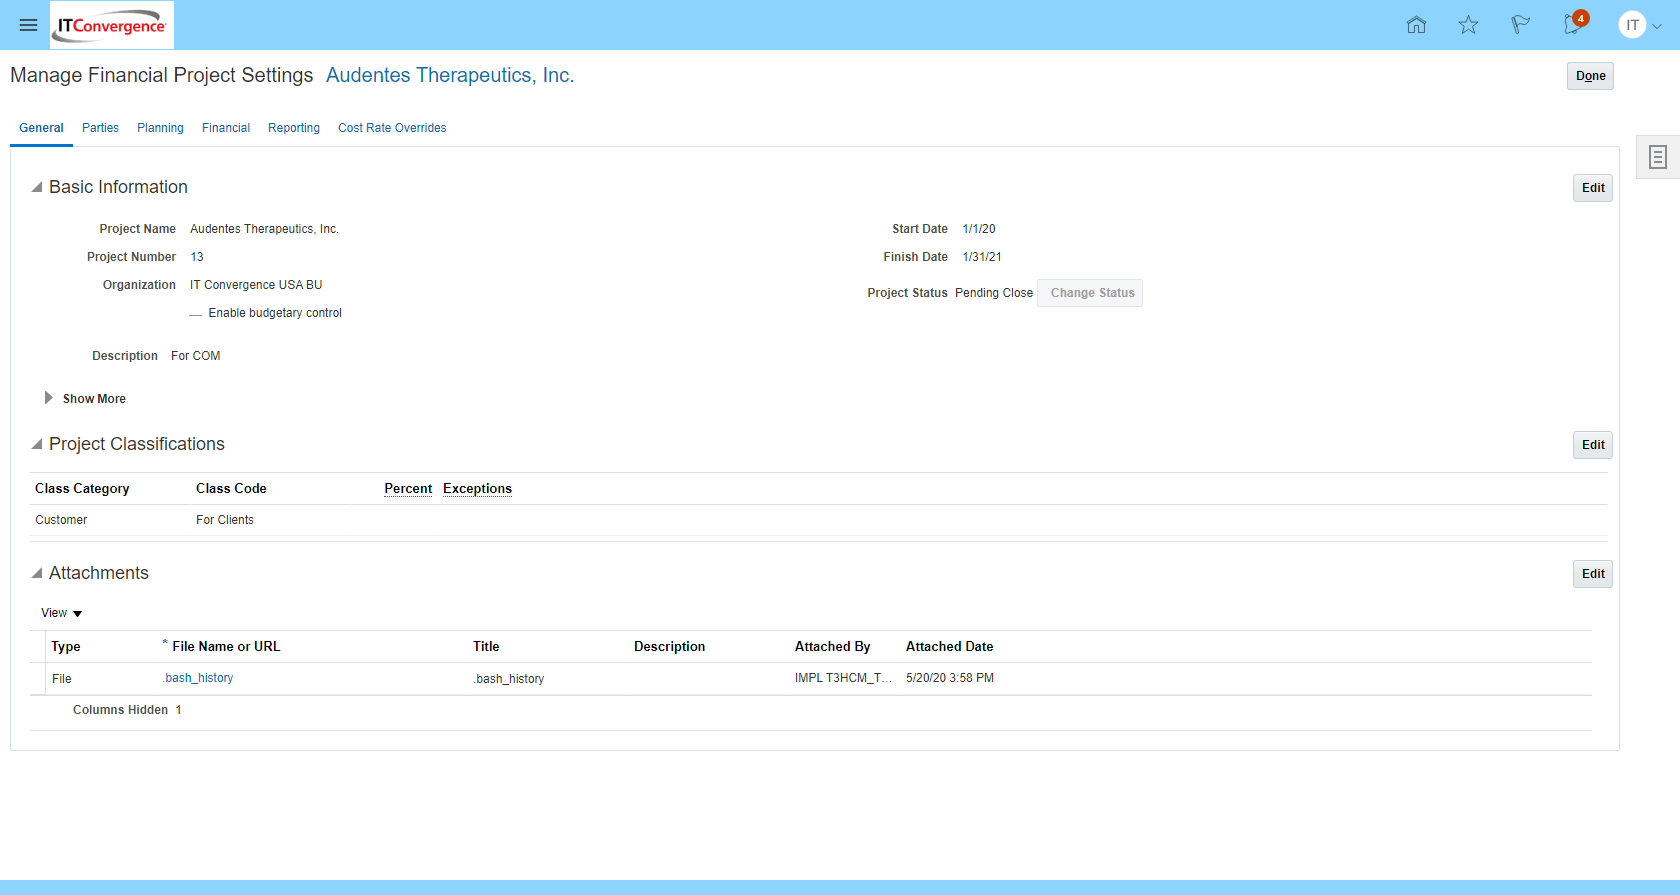 ITConvergence
4
IT
Manage Financial Project Settings Audentes Therapeutics, Inc.
Done
General Parties Planning Financial Reporting Cost Rate Overrides
Basic Information
Edit
Project Name Audentes Therapeutics, Inc.
Start Date 1/1/20
Project Number 13
Finish Date 1/31/21
Organization IT Convergence USA BU
Project Status Pending Close Change Status
Enable budgetary control
Description For COM
Show More
Project Classifications
Edit
Class Category Class Code Percent Exceptions
Customer For Clients
Attachments
Edit
View
Type * File Name or URL Title Description Attached By Attached Date
File .bash_history .bash_history IMPL T3HCM_T... 5/20/20 3:58 PM
Columns Hidden 1